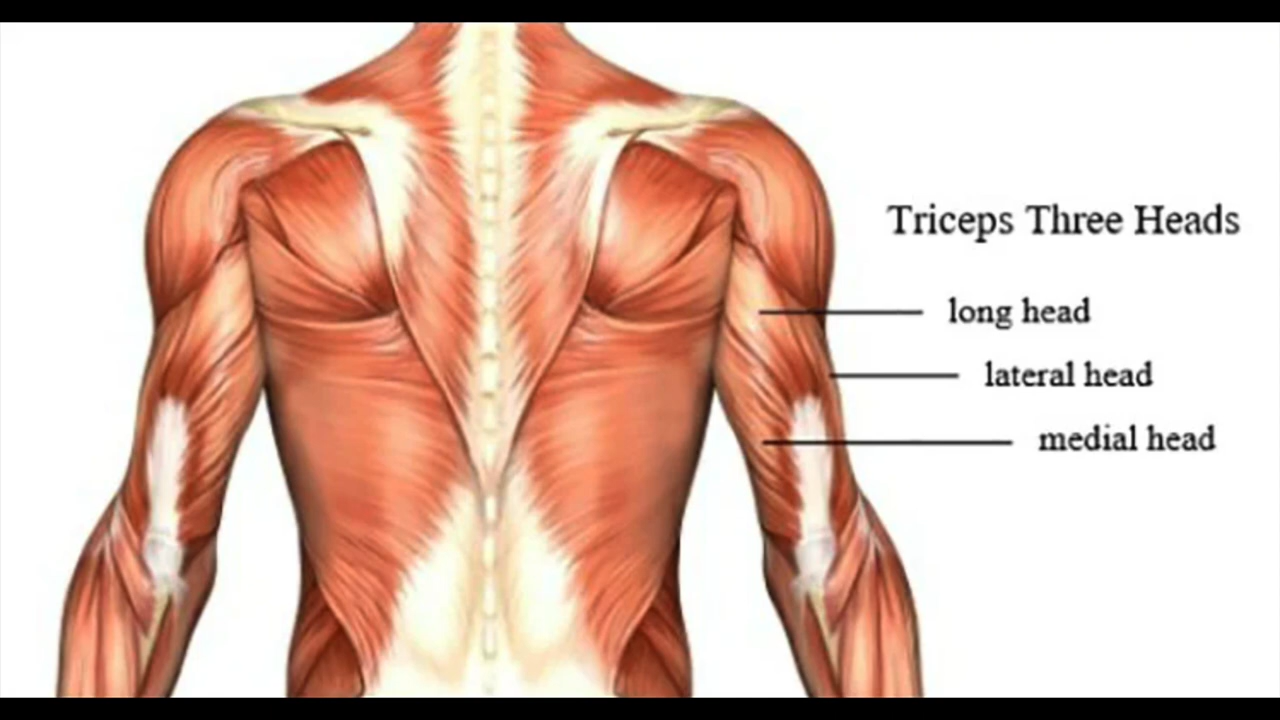 Triceps Three Heads
long head
lateral head
medial head